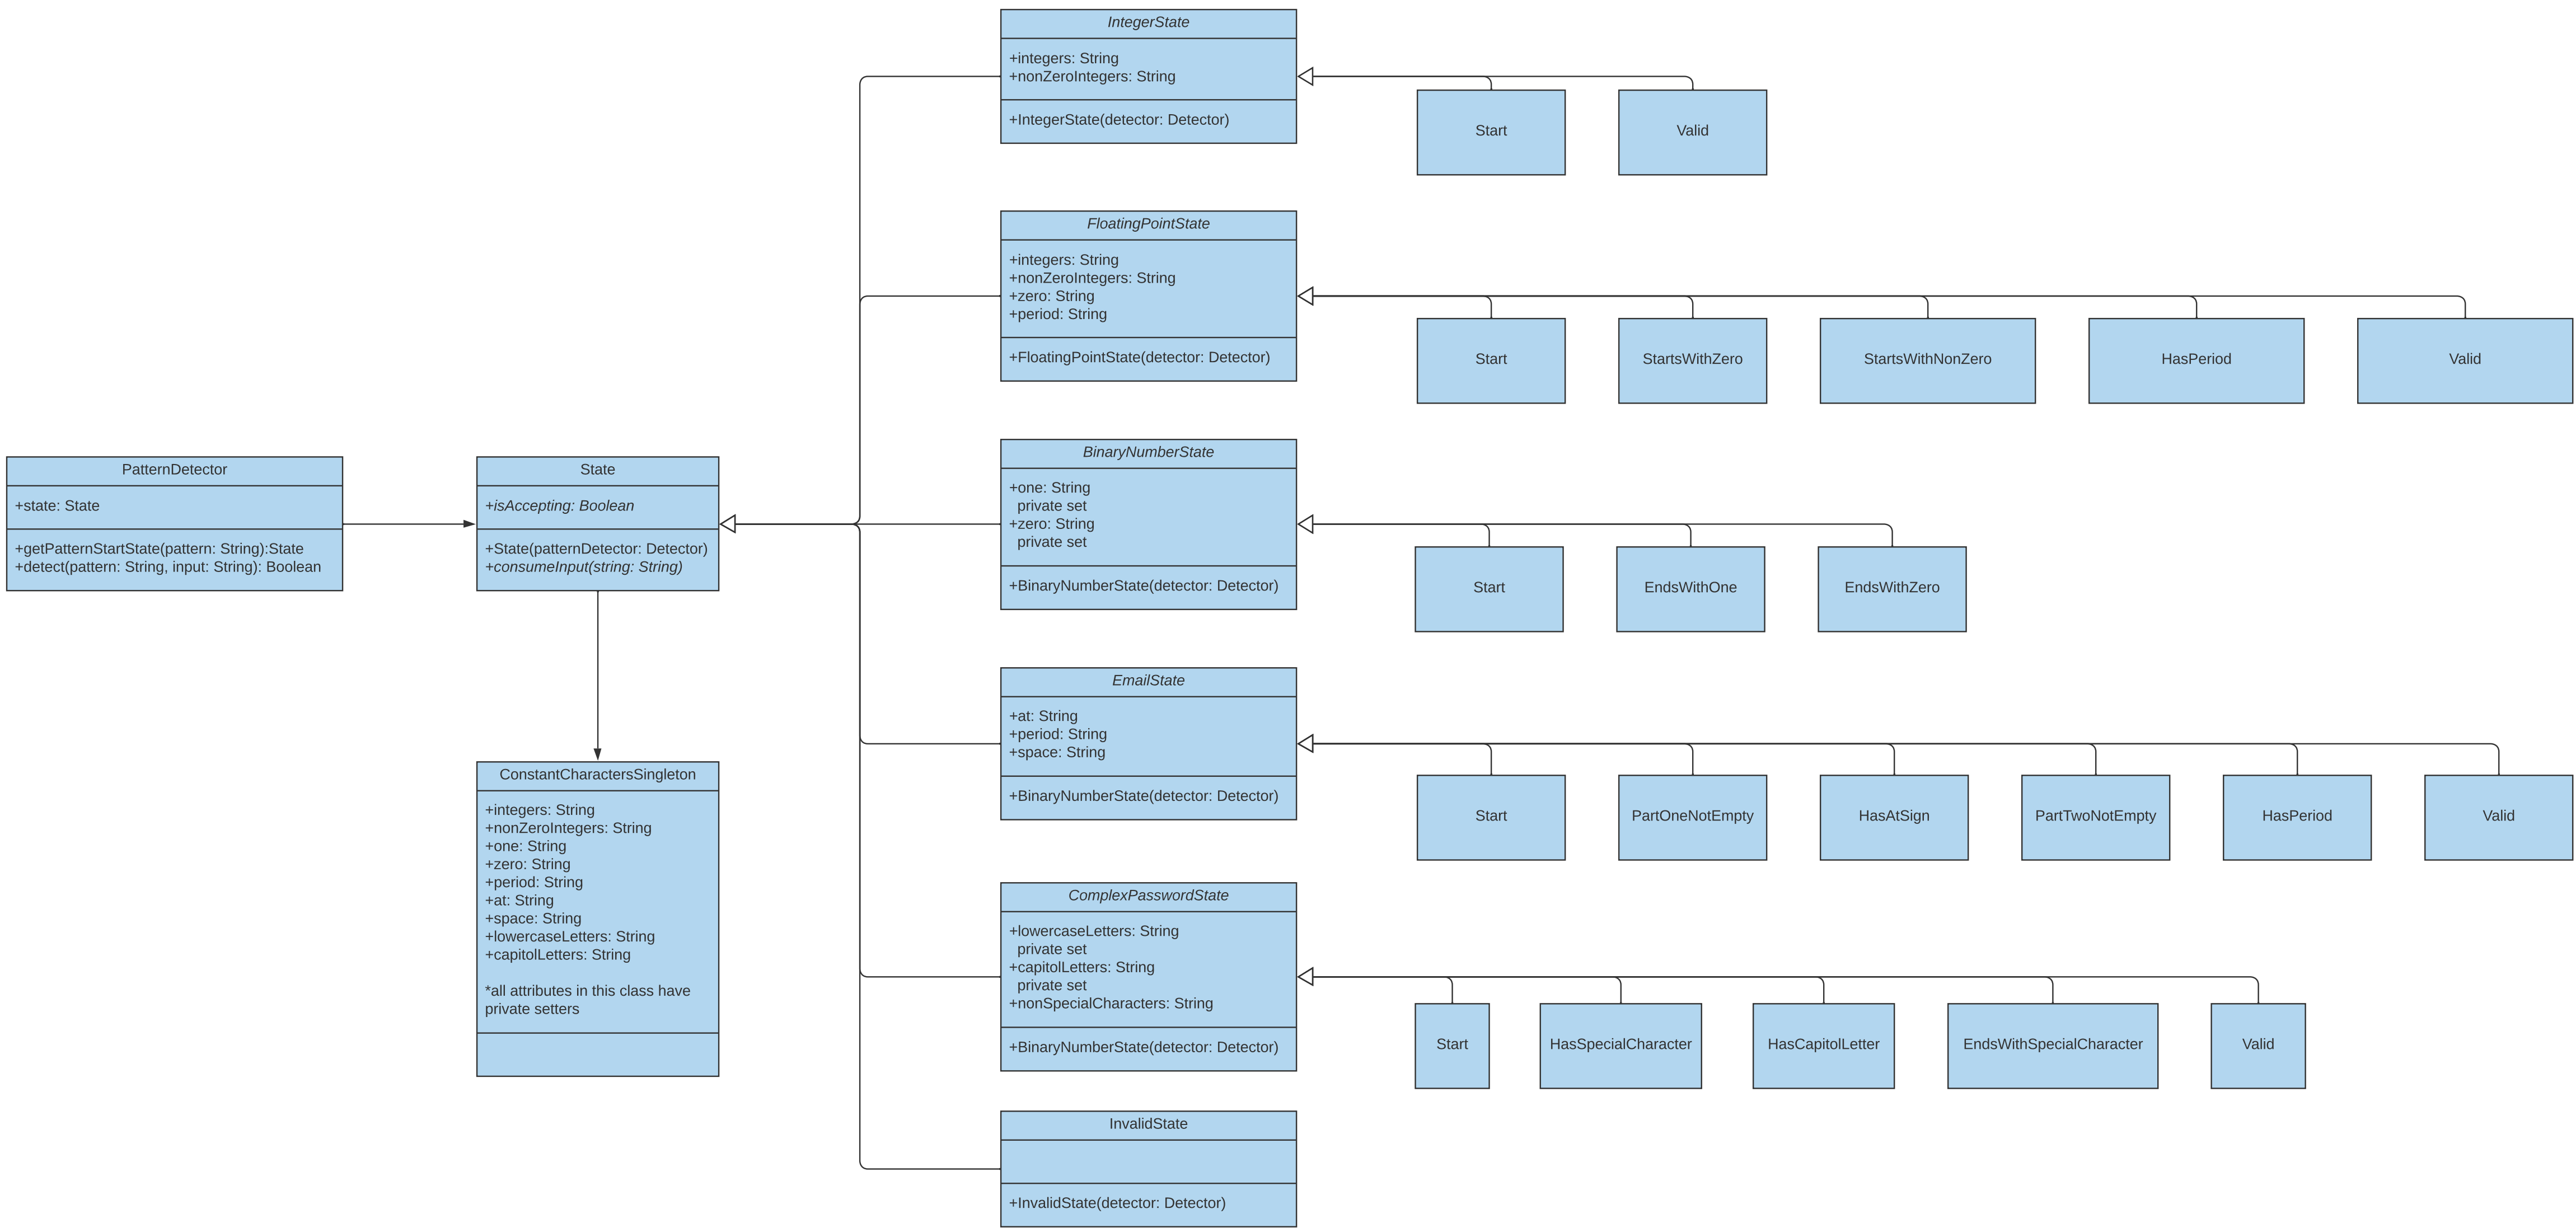 IntegerState
+integers: String
+nonZeroIntegers: String
+IntegerState(detector: Detector)
Start
Valid
FloatingPointState
+integers: String
+nonZeroIntegers: String
+zero: String
+period: String
+FloatingPointState(detector: Detector)
Start
StartsWithZero
StartsWithNonZero
HasPeriod
Valid
PatternDetector
+state: State
+getPatternStartState(pattern: String):State
+detect(pattern: String, input: String): Boolean
State
+isAccepting: Boolean
+State(patternDetector: Detector)
+consumeInput(string: String)
BinaryNumberState
+one: String
private set
+zero: String
private set
+BinaryNumberState(detector: Detector)
Start
EndsWithOne
EndsWithZero
EmailState
+at: String
+period: String
+space: String
+BinaryNumberState(detector: Detector)
Start
PartOneNotEmpty
HasAtSign
PartTwoNotEmpty
HasPeriod
Valid
ConstantCharactersSingleton
+integers: String
+nonZeroIntegers: String
+one: String
+zero: String
+period: String
+at: String
+space: String
+lowercaseLetters: String
+capitolLetters: String
*all attributes in this class have
private setters
ComplexPasswordState
+lowercaseLetters: String
private set
+capitolLetters: String
private set
+nonSpecialCharacters: String
+BinaryNumberState(detector: Detector)
Start
HasSpecialCharacter
HasCapitolLetter
EndsWithSpecialCharacter
Valid
InvalidState
+InvalidState(detector: Detector)